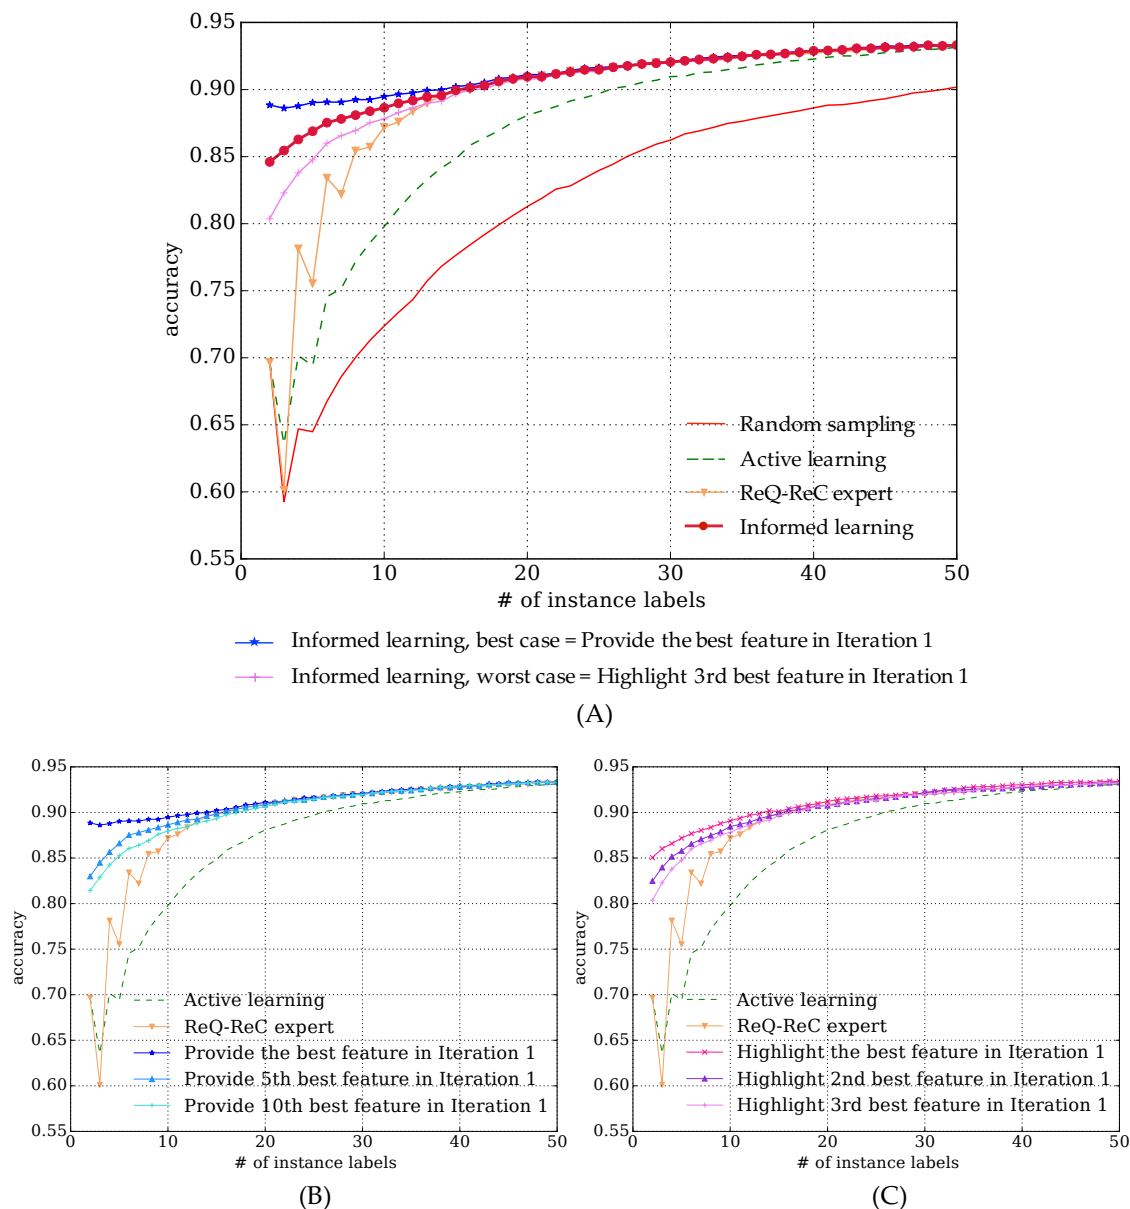 0.95
0.90
0.85
0.80
0.75
0.70
0.65
0.60
0.55
accuracy
Random sampling
Active learning
ReQ-ReC expert
Informed learning
0 10 20 30 40 50
# of instance labels
Informed learning, best case = Provide the best feature in Iteration 1
Informed learning, worst case = Highlight 3rd best feature in Iteration 1
(A)
0.95
0.90
0.85
0.80
0.75
0.70
0.65
0.60
0.55
accuracy
Active learning
ReQ-ReC expert
Provide the best feature in Iteration 1
Provide 5th best feature in Iteration 1
Provide 10th best feature in Iteration 1
0 10 20 30 40 50
# of instance labels
(B)
0.95
0.90
0.85
0.80
0.75
0.70
0.65
0.60
0.55
accuracy
Active learning
ReQ-ReC expert
Highlight the best feature in Iteration 1
Highlight 2nd best feature in Iteration 1
Highlight 3rd best feature in Iteration 1
0 10 20 30 40 50
# of instance labels
(C)